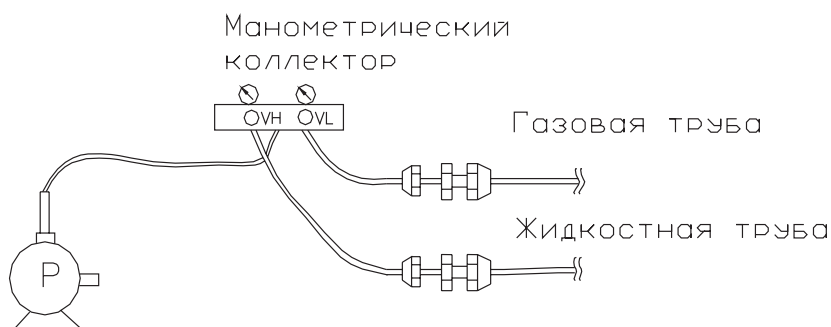 Манометрический
коллектор
VH VL
Газовая труба
Жидкостная труба
P